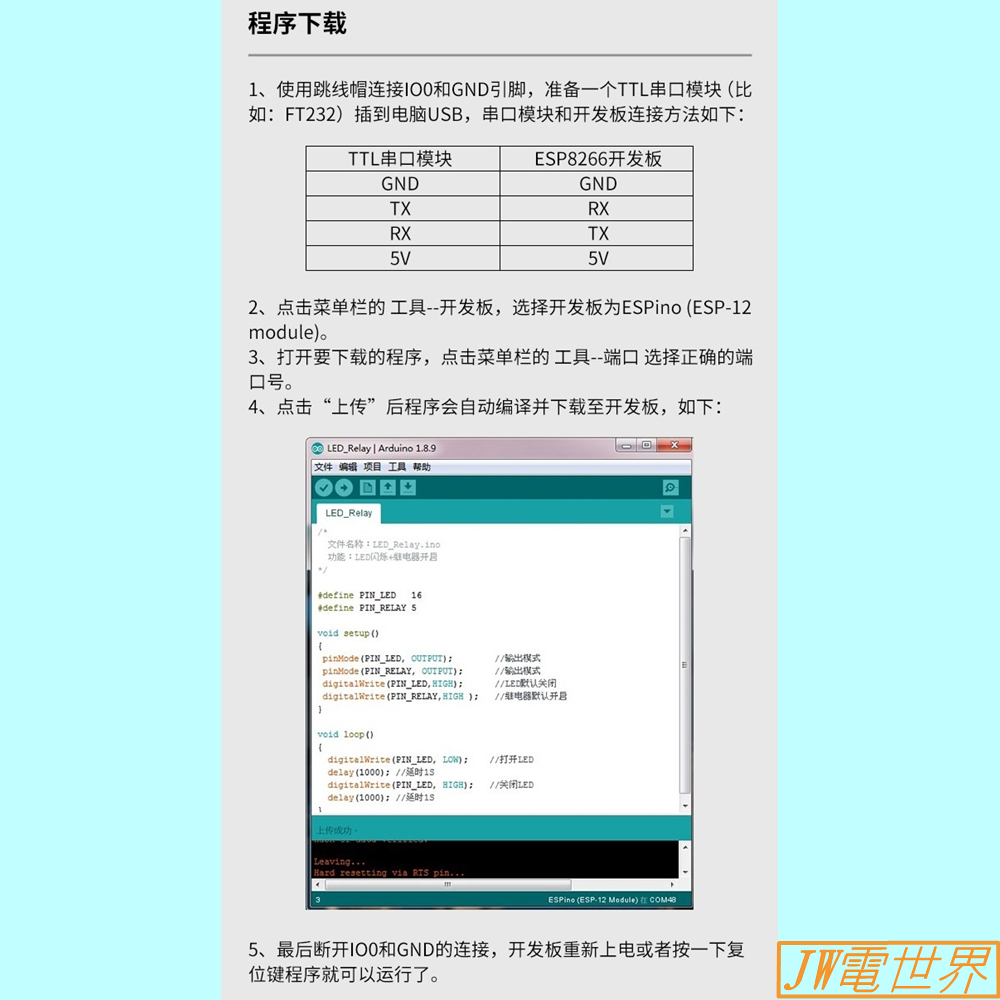 程序下载
1、使用跳线帽连接IO0和GND引脚，准备一个TTL串口模块（比
如：FT232）插到电脑USB，串口模块和开发板连接方法如下：
TTL串口模块 ESP8266开发板
GND GND
TX RX
RX TX
5V 5V
2、点击菜单栏的 工具--开发板，选择开发板为ESPino (ESP-12
module)。
3、打开要下载的程序，点击菜单栏的 工具--端口 选择正确的端
口号。
4、点击“上传”后程序会自动编译并下载至开发板，如下：
LED_Relay | Arduino 1.8.9
文件 编辑 项目 工具 帮助
LED_Relay
/*
文件名称：LED_Relay.ino
功能：LED闪烁+继电器开启
*/
#define PIN_LED 16
#define PIN_RELAY 5
void setup()
{
pinMode(PIN_LED, OUTPUT); //输出模式
pinMode(PIN_RELAY, OUTPUT); //输出模式
digitalWrite(PIN_LED,HIGH); //LED默认关闭
digitalWrite(PIN_RELAY,HIGH ); //继电器默认开启
}
void loop()
{
digitalWrite(PIN_LED, LOW); //打开LED
delay(1000); //延时1S
digitalWrite(PIN_LED, HIGH); //关闭LED
delay(1000); //延时1S
}
上传成功。
Leaving...
Hard resetting via RTS pin...
3 ESPino (ESP-12 Module) 在 COM48
5、最后断开IO0和GND的连接，开发板重新上电或者按一下复
位键程序就可以运行了。
JW電世界